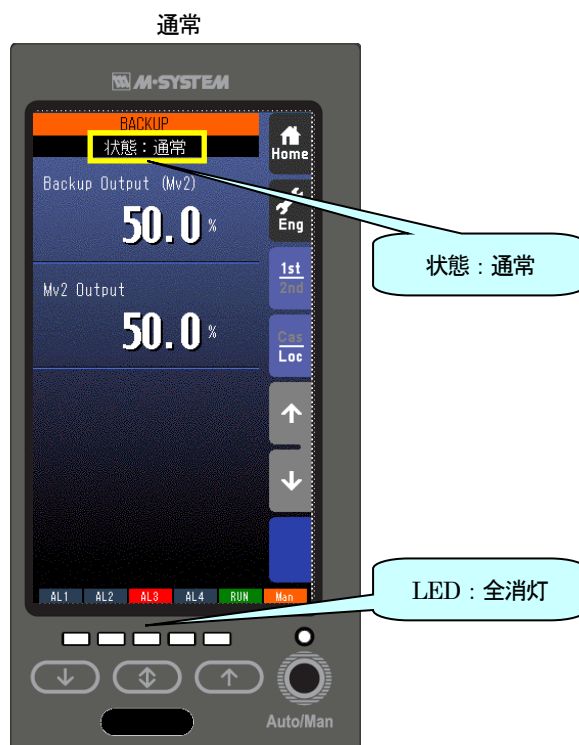 通常
M-SYSTEM
BACKUP
状態：通常
Home
Backup Output (Mv2)
50.0 %
Eng
状態：通常
1st
2nd
Mv2 Output
50.0 %
Cas
Loc
LED：全消灯
AL1 AL2 AL3 AL4 RUN Man
Auto/Man